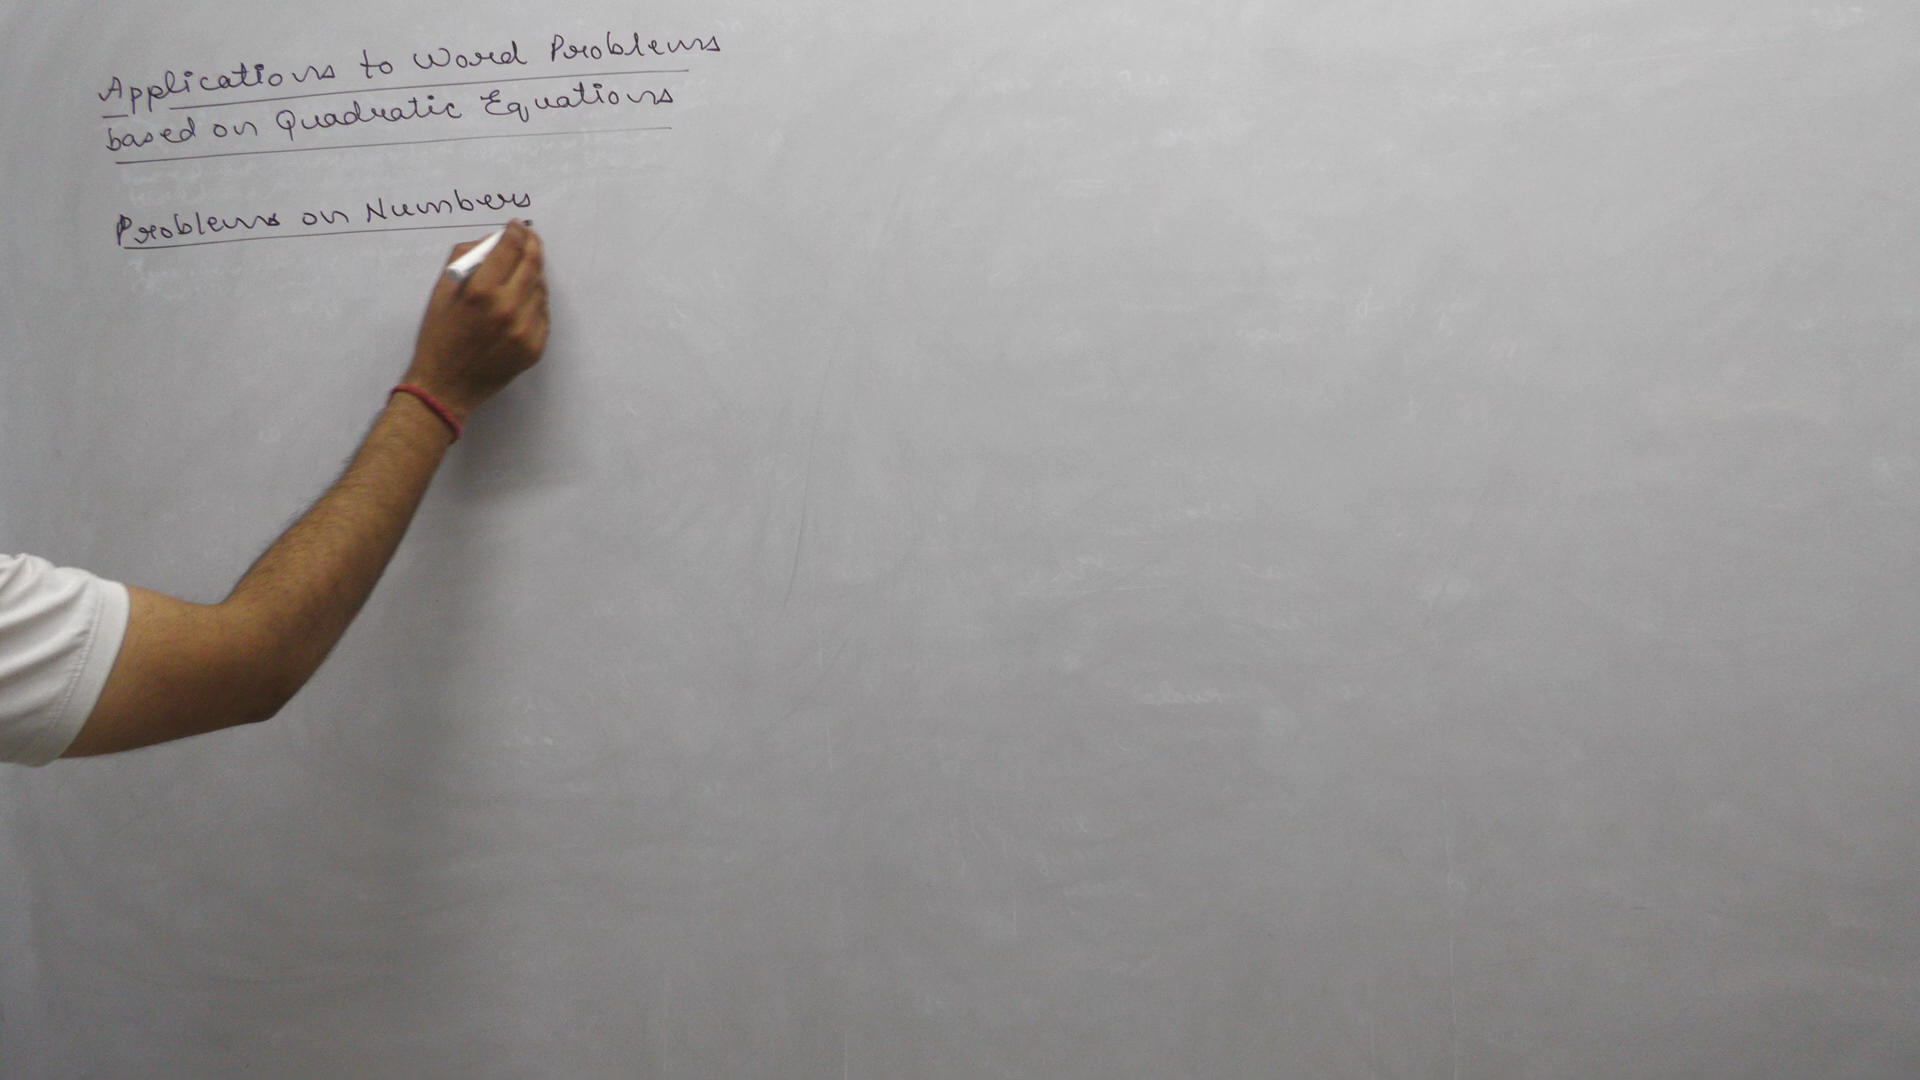 Applications to Word Problems
based on Quadratic Equations
Problems on Numbers